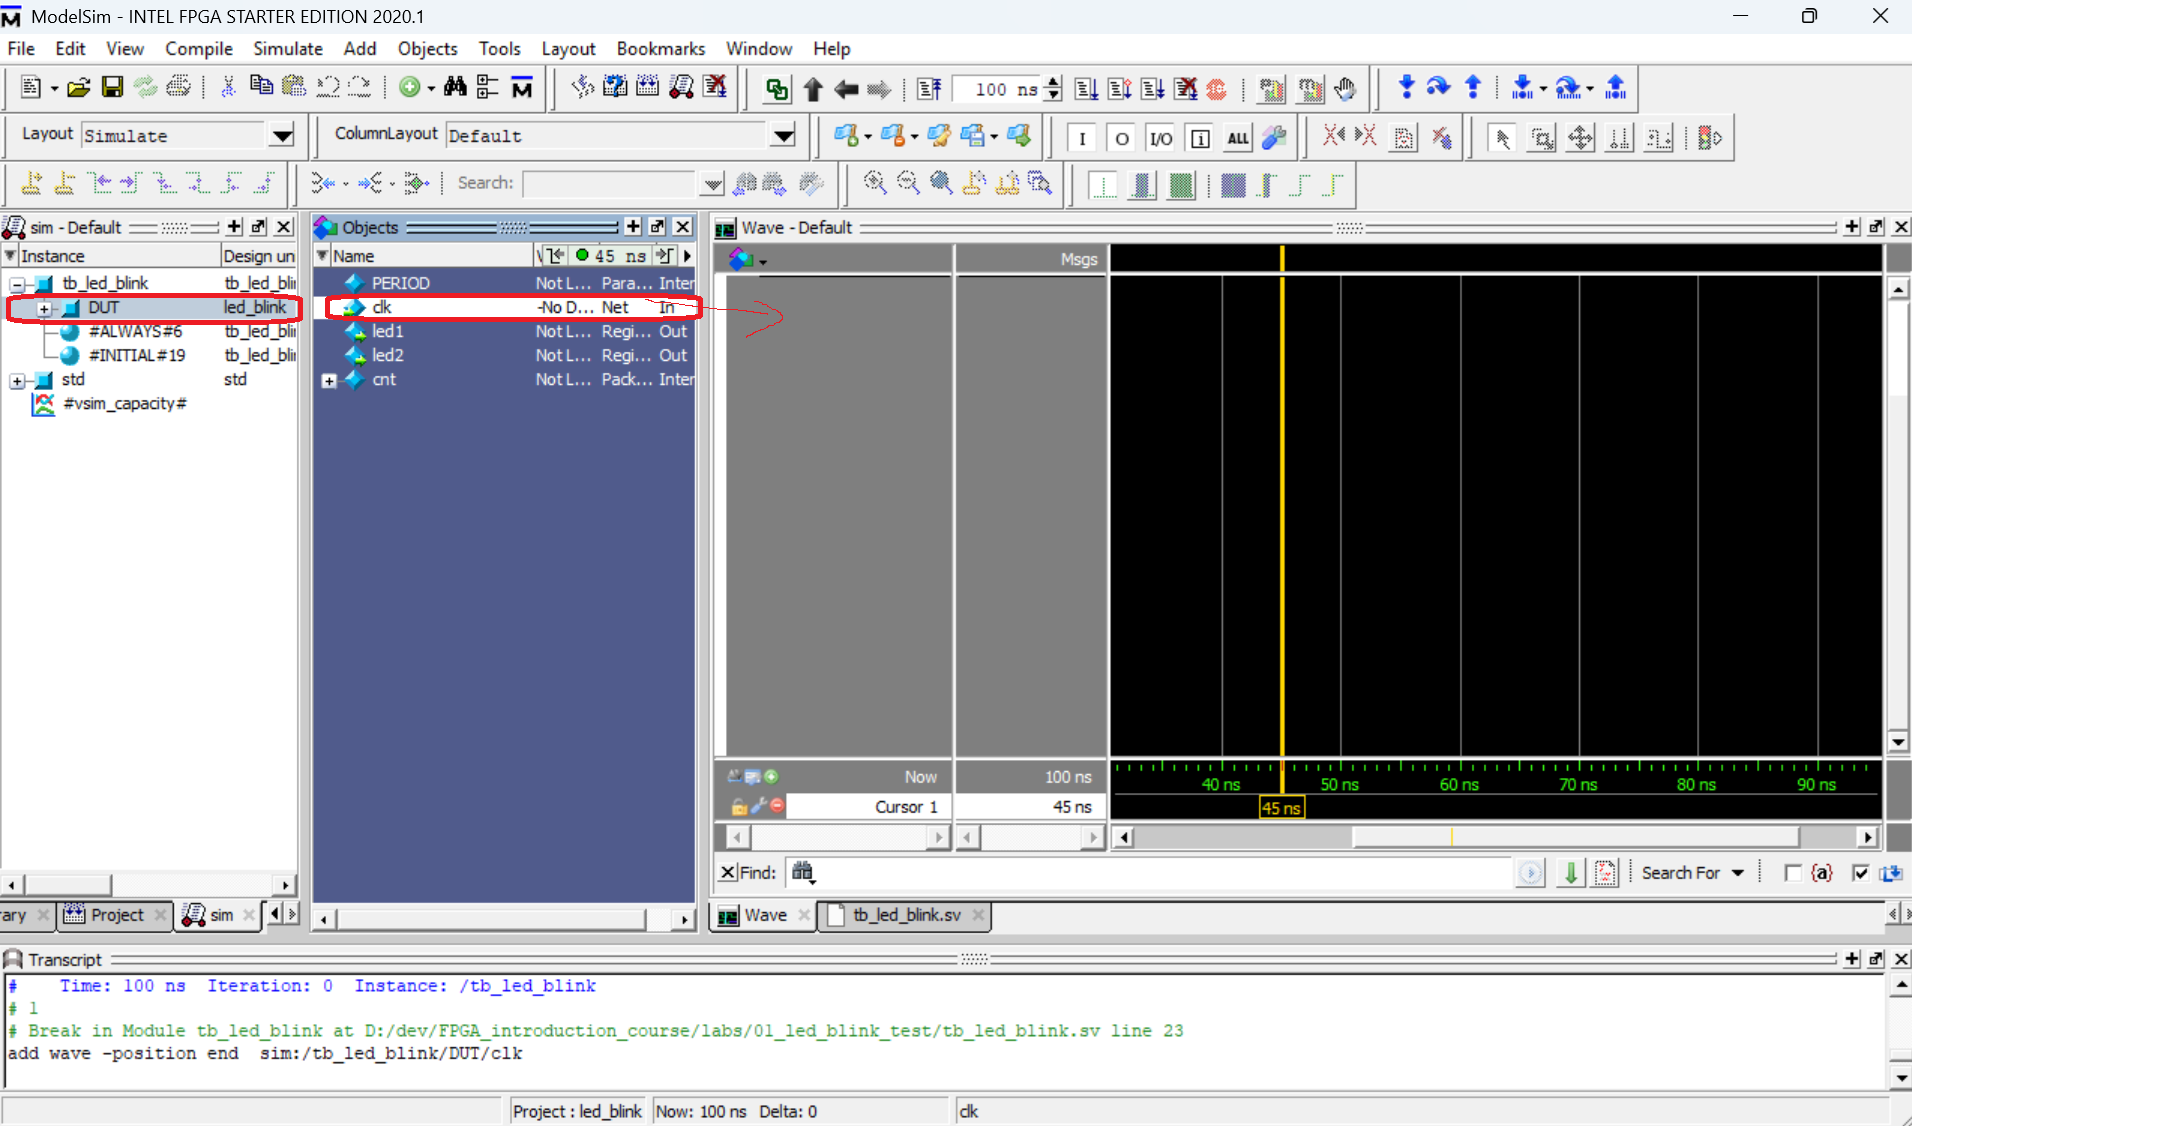 ModelSim - INTEL FPGA STARTER EDITION 2020.1
File Edit View Compile Simulate Add Objects Tools Layout Bookmarks Window Help
100 ns
Layout Simulate ColumnLayout Default I O I/O i ALL
Search:
sim - Default
Instance Design un
tb_led_blink tb_led_bli
DUT led_blink
#ALWAYS#6 tb_led_bli
#INITIAL#19 tb_led_bli
std std
#vsim_capacity#
Objects
Name 45 ns
PERIOD Not L... Para... Inter
clk -No D... Net In
led1 Not L... Regi... Out
led2 Not L... Regi... Out
cnt Not L... Pack... Inter
Wave - Default
Msgs
Now 100 ns
Cursor 1 45 ns
40 ns 50 ns 60 ns 70 ns 80 ns 90 ns
45 ns
Find: Search For {a}
rary Project sim
Wave tb_led_blink.sv
Transcript
# Time: 100 ns Iteration: 0 Instance: /tb_led_blink
# 1
# Break in Module tb_led_blink at D:/dev/FPGA_introduction_course/labs/01_led_blink_test/tb_led_blink.sv line 23
add wave -position end sim:/tb_led_blink/DUT/clk
Project : led_blink Now: 100 ns Delta: 0 clk